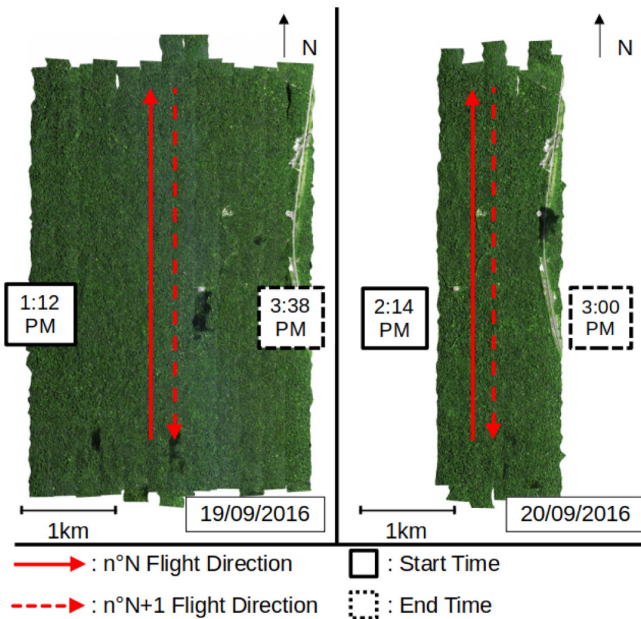 N
N
1:12
PM
3:38
PM
2:14
PM
3:00
PM
1km
19/09/2016
1km
20/09/2016
: n°N Flight Direction
: Start Time
: n°N+1 Flight Direction
: End Time